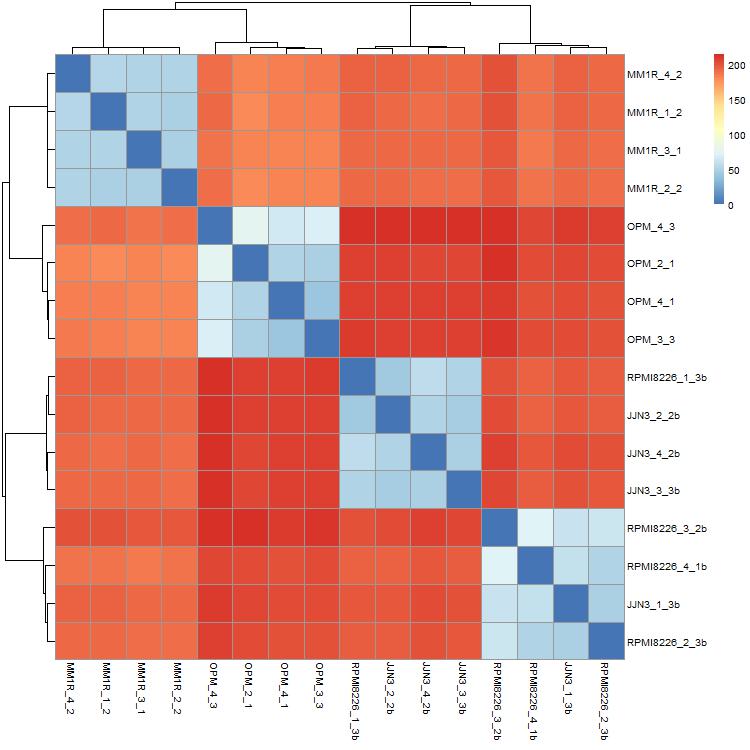 200
150
100
50
0
MM1R_4_2
MM1R_1_2
MM1R_3_1
MM1R_2_2
OPM_4_3
OPM_2_1
OPM_4_1
OPM_3_3
RPMI8226_1_3b
JJN3_2_2b
JJN3_4_2b
JJN3_3_3b
RPMI8226_3_2b
RPMI8226_4_1b
JJN3_1_3b
RPMI8226_2_3b
MM1R_4_2
MM1R_1_2
MM1R_3_1
MM1R_2_2
OPM_4_3
OPM_2_1
OPM_4_1
OPM_3_3
RPMI8226_1_3b
JJN3_2_2b
JJN3_4_2b
JJN3_3_3b
RPMI8226_3_2b
RPMI8226_4_1b
JJN3_1_3b
RPMI8226_2_3b